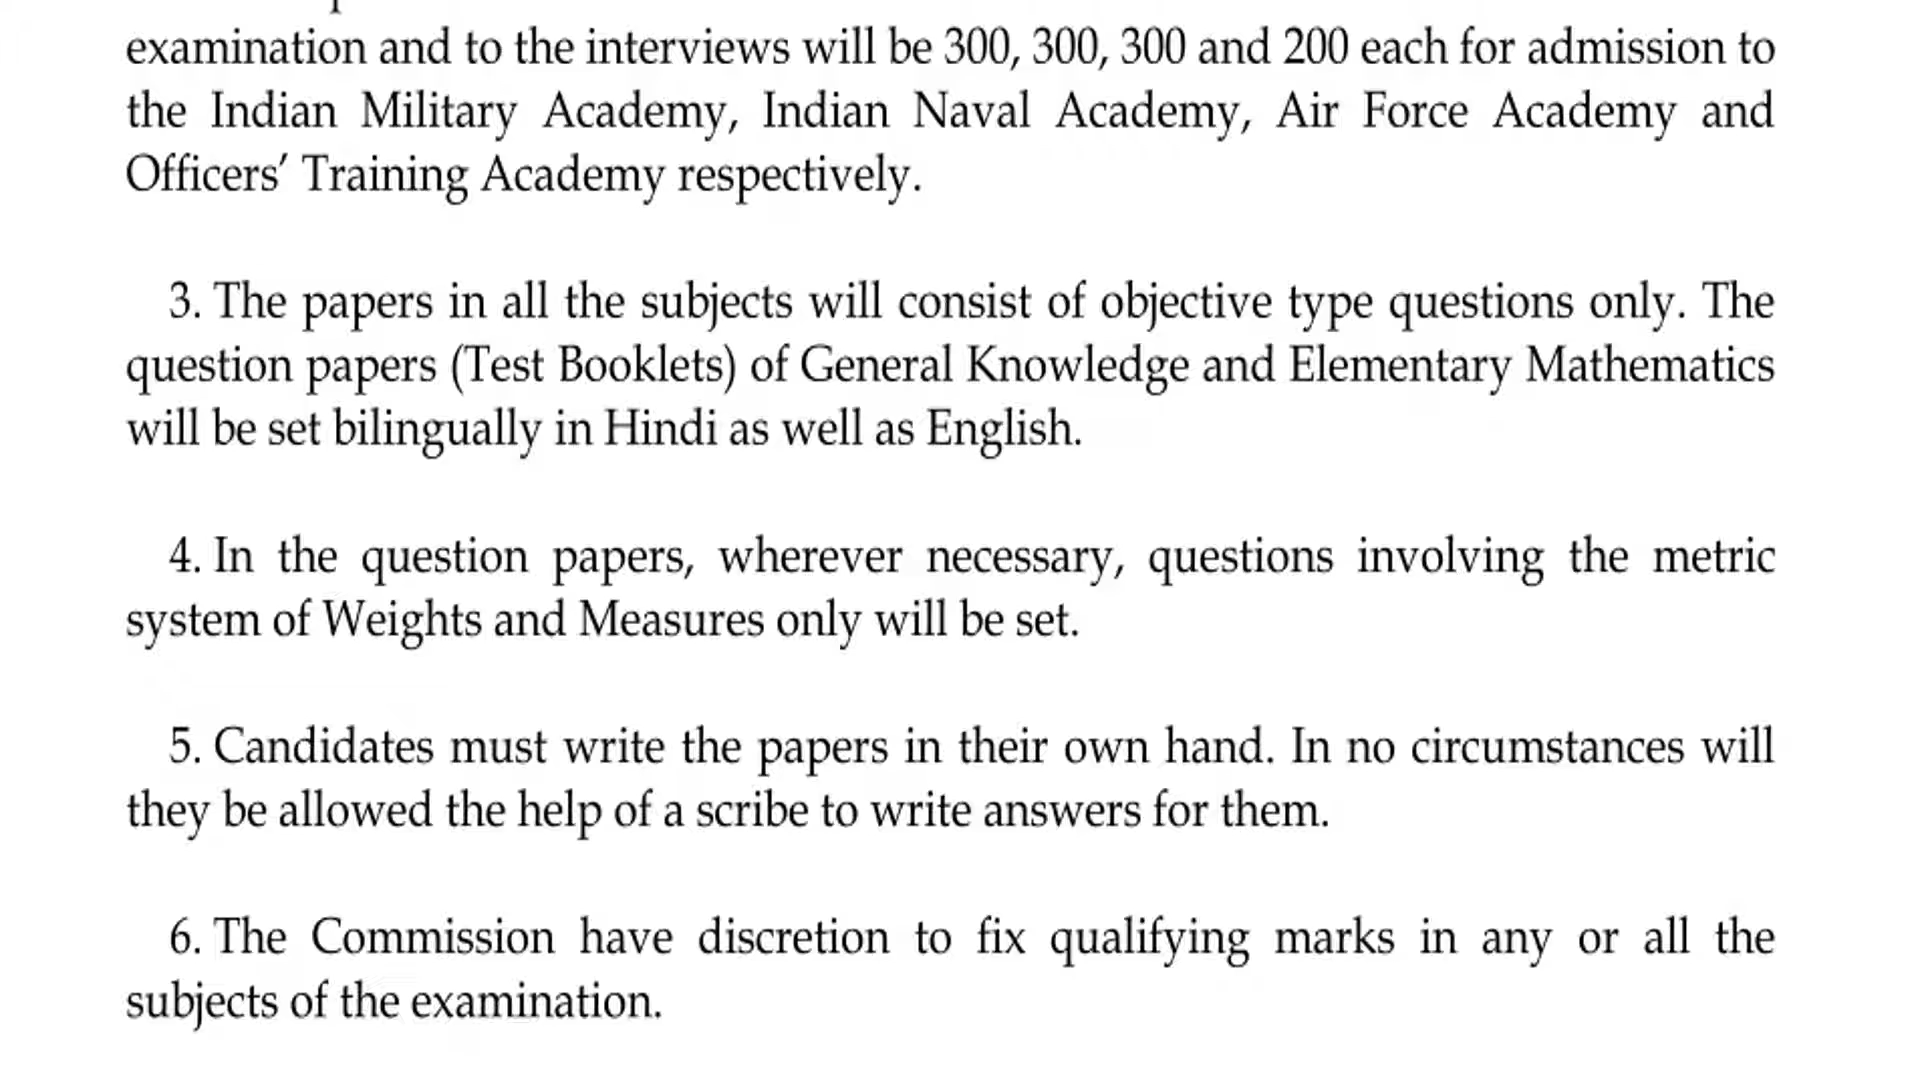 examination and to the interviews will be 300, 300, 300 and 200 each for admission to
the Indian Military Academy, Indian Naval Academy, Air Force Academy and
Officers’ Training Academy respectively.
3. The papers in all the subjects will consist of objective type questions only. The
question papers (Test Booklets) of General Knowledge and Elementary Mathematics
will be set bilingually in Hindi as well as English.
4. In the question papers, wherever necessary, questions involving the metric
system of Weights and Measures only will be set.
5. Candidates must write the papers in their own hand. In no circumstances will
they be allowed the help of a scribe to write answers for them.
6. The Commission have discretion to fix qualifying marks in any or all the
subjects of the examination.